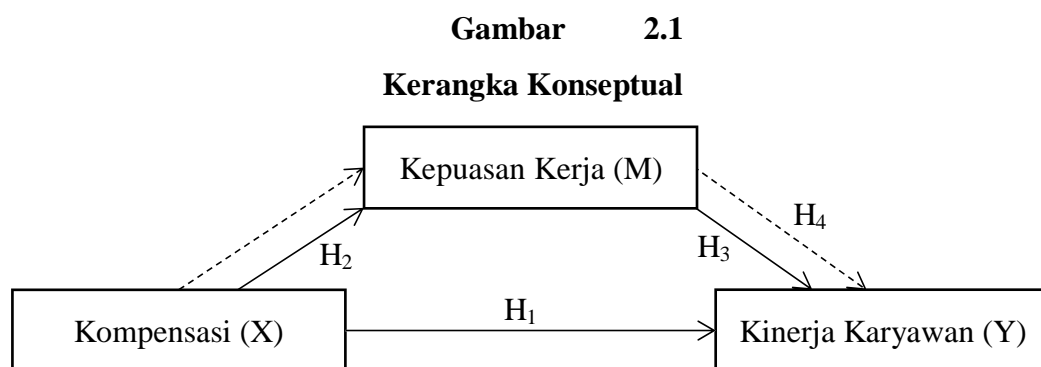 Gambar 2.1
Kerangka Konseptual
Kepuasan Kerja (M)
H₄
H₂
H₃
H₁
Kompensasi (X)
Kinerja Karyawan (Y)